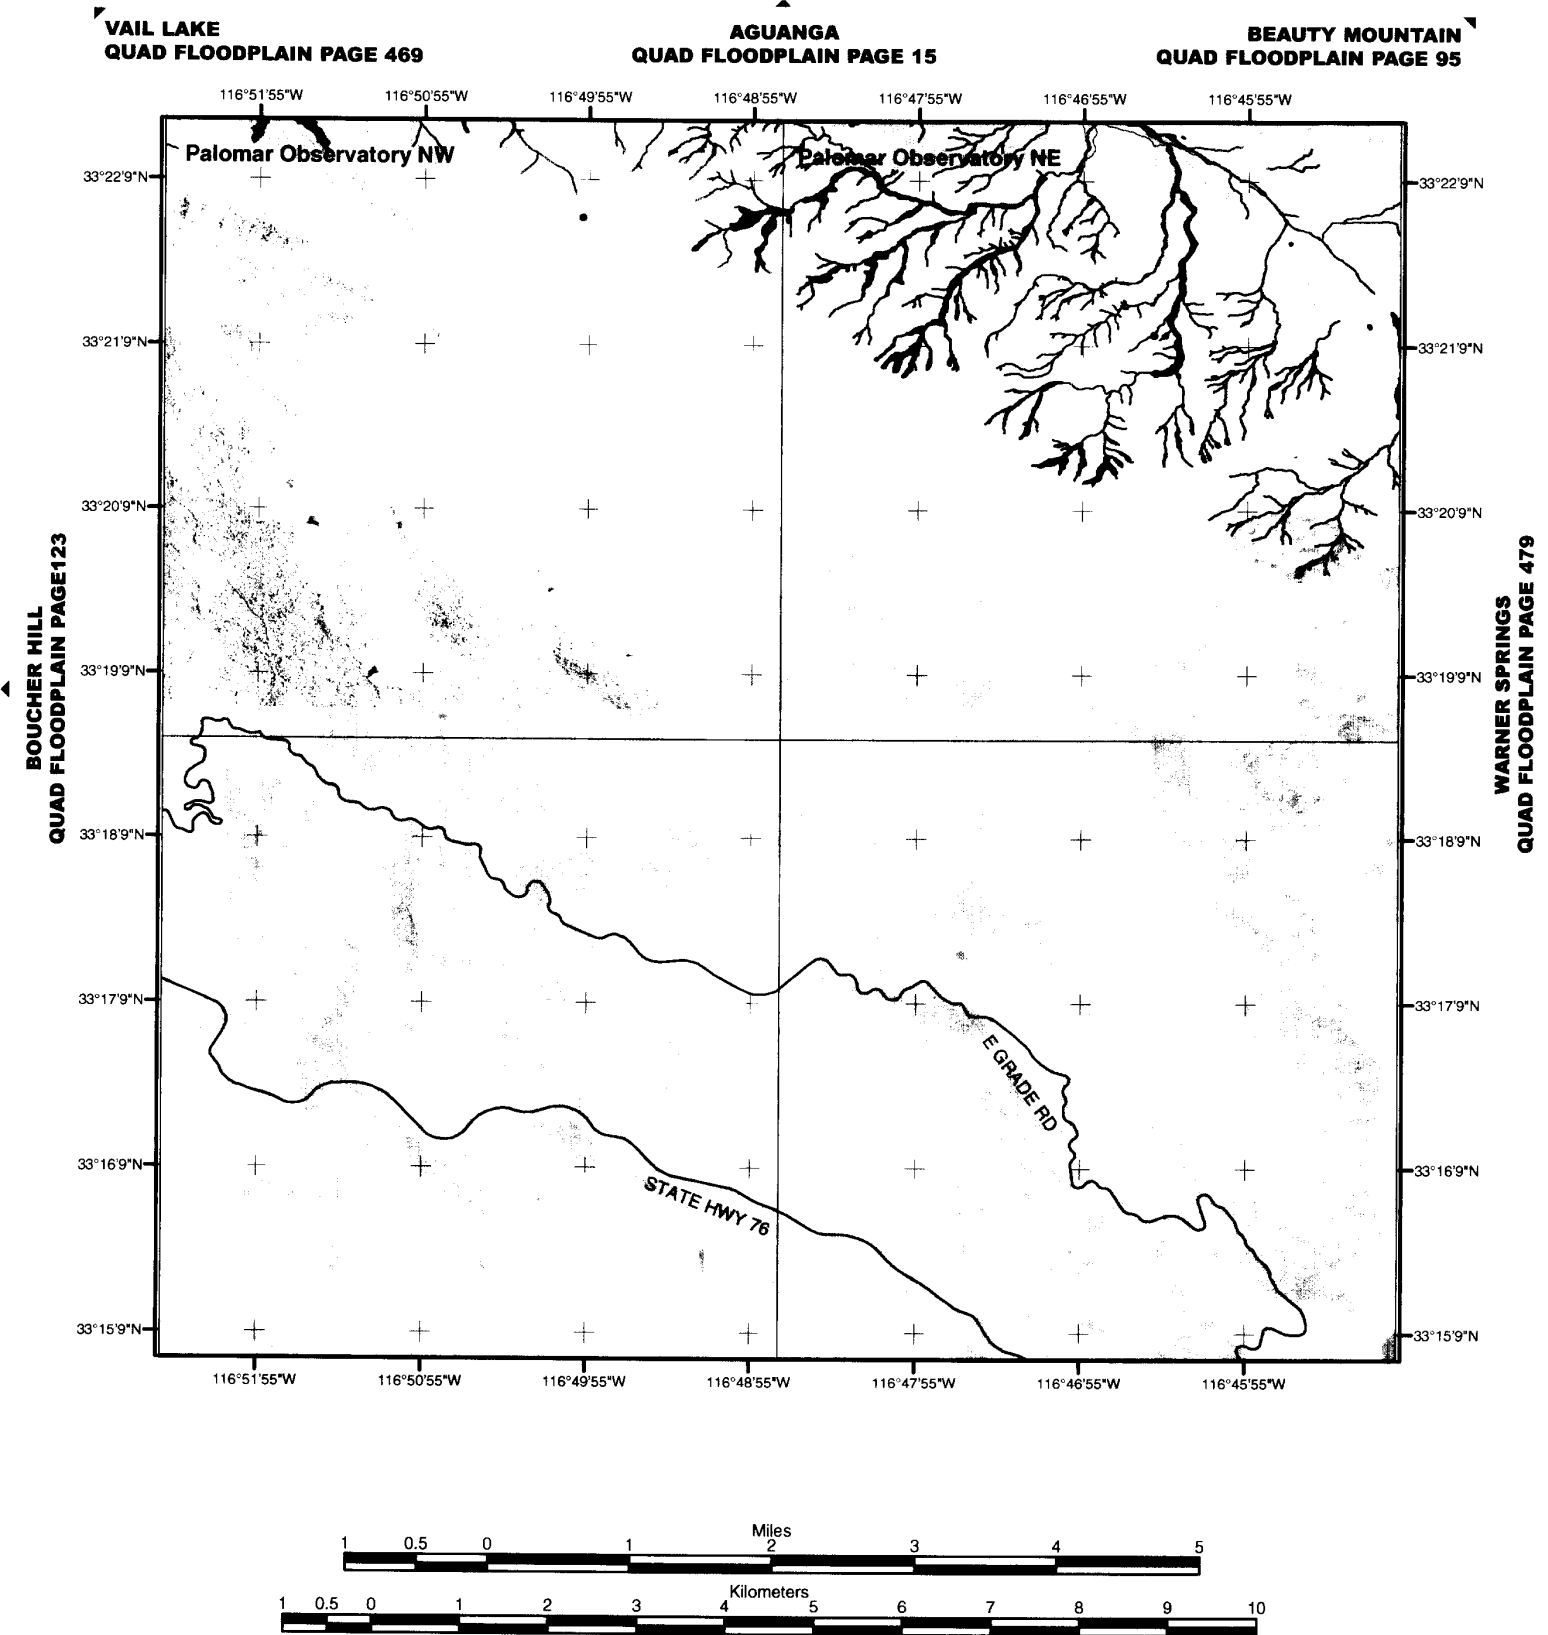 VAIL LAKE
QUAD FLOODPLAIN PAGE 469
AGUANGA
QUAD FLOODPLAIN PAGE 15
BEAUTY MOUNTAIN
QUAD FLOODPLAIN PAGE 95
116°51'55"W 116°50'55"W 116°49'55"W 116°48'55"W 116°47'55"W 116°46'55"W 116°45'55"W
Palomar Observatory NW
Palomar Observatory NE
33°22'9"N 33°22'9"N
33°21'9"N 33°21'9"N
33°20'9"N 33°20'9"N
BOUCHER HILL
QUAD FLOODPLAIN PAGE123
WARNER SPRINGS
QUAD FLOODPLAIN PAGE 479
33°19'9"N 33°19'9"N
33°18'9"N 33°18'9"N
33°17'9"N 33°17'9"N
E GRADE RD
33°16'9"N 33°16'9"N
STATE HWY 76
33°15'9"N 33°15'9"N
116°51'55"W 116°50'55"W 116°49'55"W 116°48'55"W 116°47'55"W 116°46'55"W 116°45'55"W
Miles
1 0.5 0 1 2 3 4 5
Kilometers
1 0.5 0 1 2 3 4 5 6 7 8 9 10